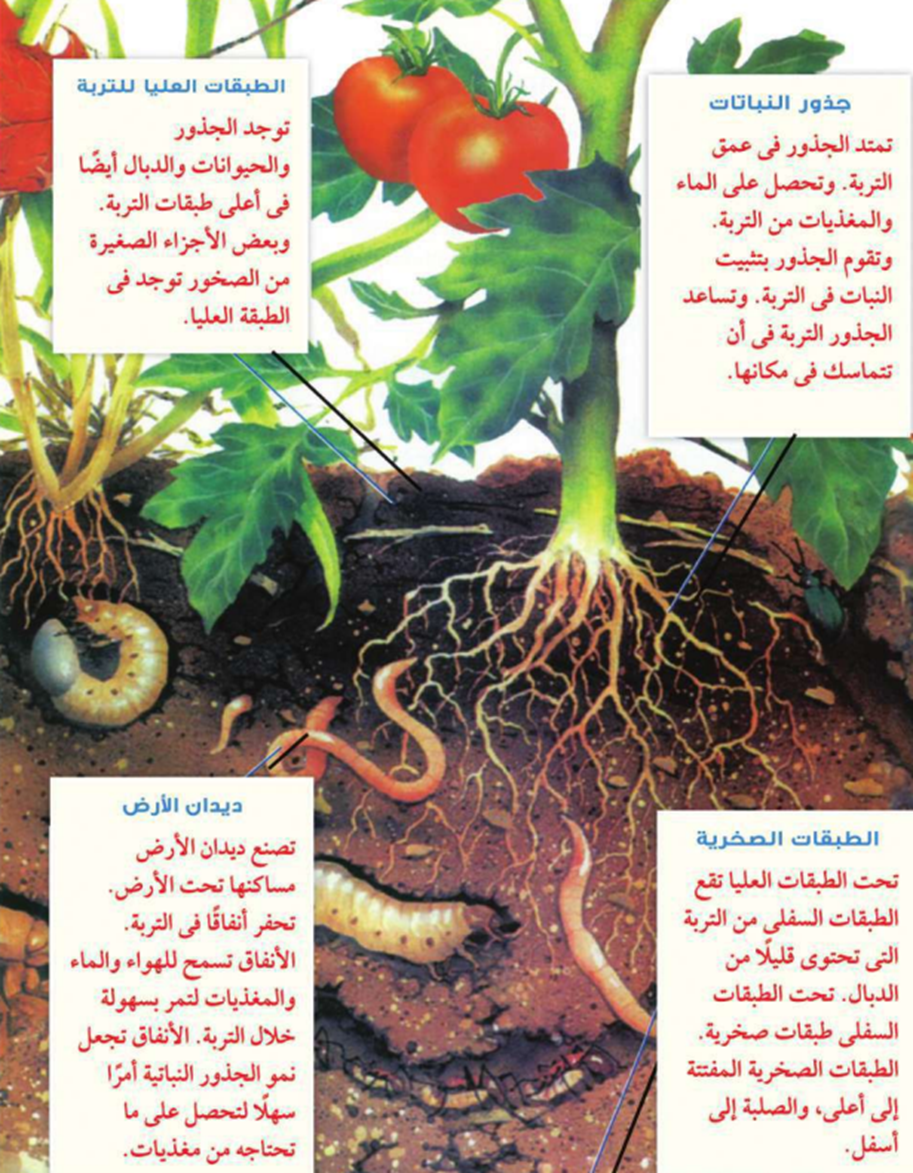 جذور النباتات
تمتد الجذور فى عمق
التربة. وتحصل على الماء
والمغذيات من التربة.
وتقوم الجذور بتثبيت
النبات فى التربة. وتساعد
الجذور التربة فى أن
تتماسك فى مكانها.
الطبقات العليا للتربة
توجد الجذور
والحيوانات والدبال أيضًا
فى أعلى طبقات التربة.
وبعض الأجزاء الصغيرة
من الصخور توجد فى
الطبقة العليا.
الطبقات الصخرية
تحت الطبقات العليا تقع
الطبقات السفلى من التربة
التى تحتوى قليلًا من
الدبال. تحت الطبقات
السفلى طبقات صخرية.
الطبقات الصخرية المفتتة
إلى أعلى، والصلبة إلى
أسفل.
ديدان الأرض
تصنع ديدان الأرض
مساكنها تحت الأرض.
تحفر أنفاقًا فى التربة.
الأنفاق تسمح للهواء والماء
والمغذيات لتمر بسهولة
خلال التربة. الأنفاق تجعل
نمو الجذور النباتية أمرًا
سهلًا لتحصل على ما
تحتاجه من مغذيات.